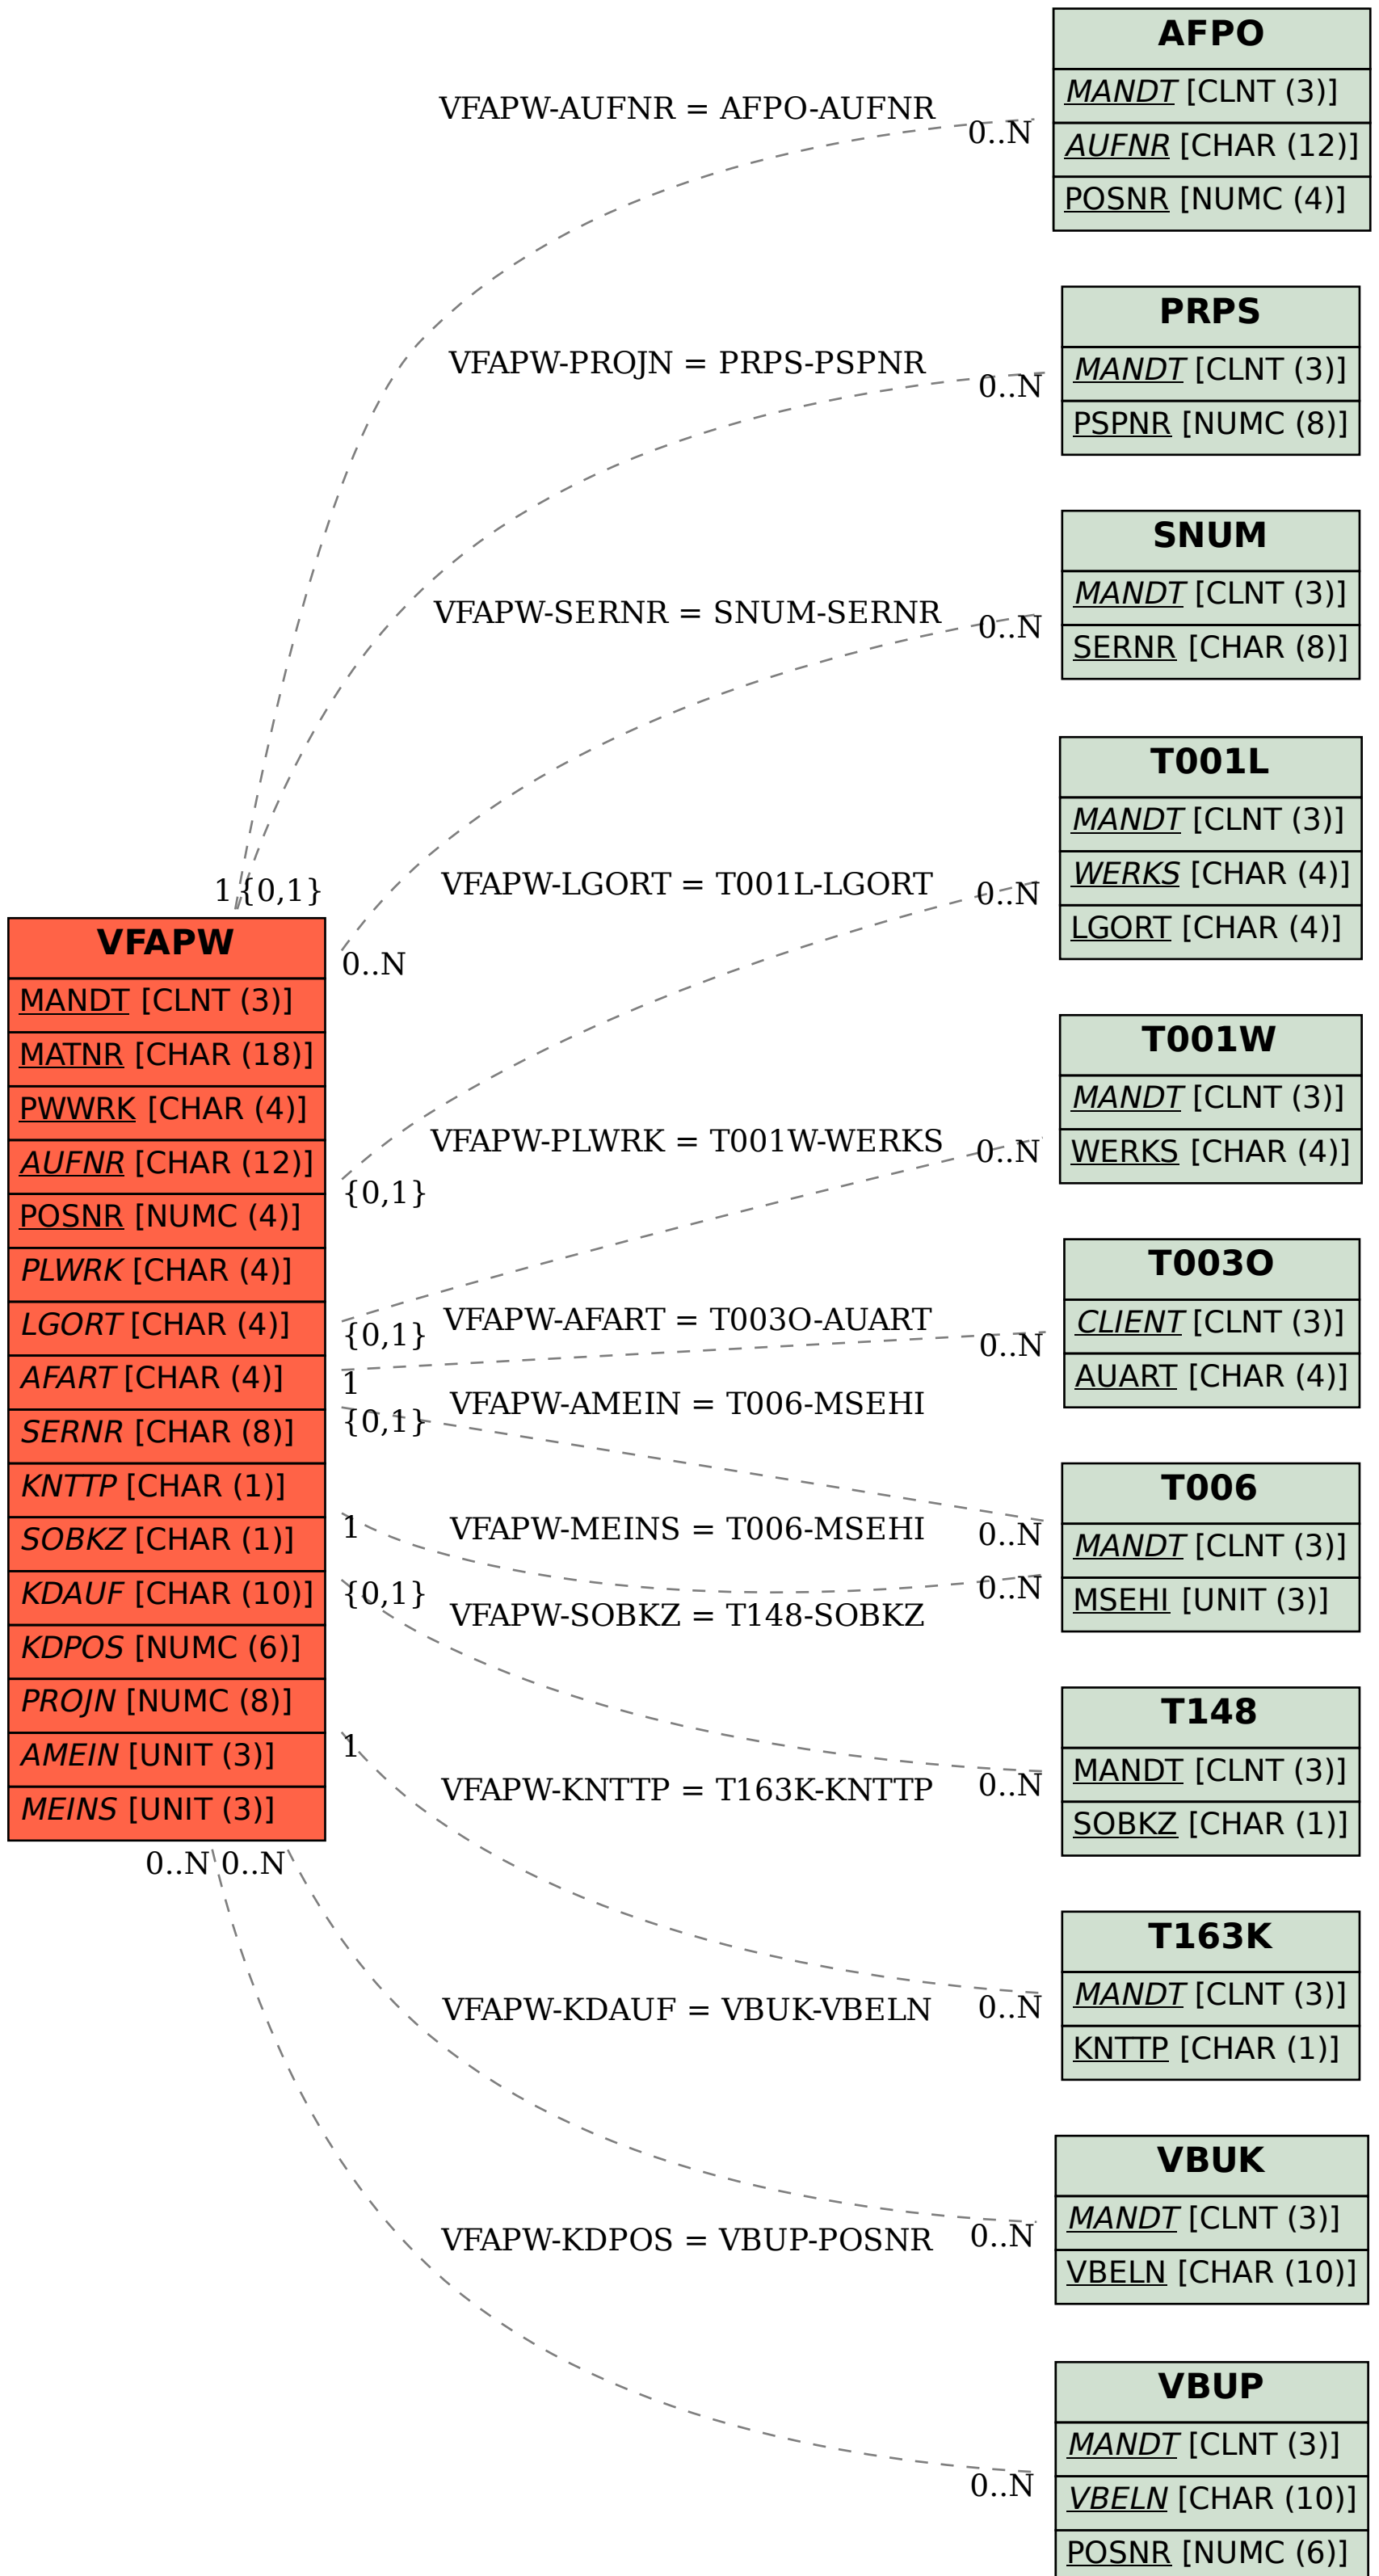 VFAPW
MANDT [CLNT (3)]
MATNR [CHAR (18)]
PWWRK [CHAR (4)]
AUFNR [CHAR (12)]
POSNR [NUMC (4)]
PLWRK [CHAR (4)]
LGORT [CHAR (4)]
AFART [CHAR (4)]
SERNR [CHAR (8)]
KNTTP [CHAR (1)]
SOBKZ [CHAR (1)]
KDAUF [CHAR (10)]
KDPOS [NUMC (6)]
PROJN [NUMC (8)]
AMEIN [UNIT (3)]
MEINS [UNIT (3)]
VFAPW-AUFNR = AFPO-AUFNR
0..N
1
VFAPW-PROJN = PRPS-PSPNR
0..N
{0,1}
VFAPW-SERNR = SNUM-SERNR
0..N
0..N
VFAPW-LGORT = T001L-LGORT
0..N
{0,1}
VFAPW-PLWRK = T001W-WERKS
0..N
{0,1}
VFAPW-AFART = T003O-AUART
0..N
1
VFAPW-AMEIN = T006-MSEHI
0..N
{0,1}
VFAPW-MEINS = T006-MSEHI
0..N
1
VFAPW-SOBKZ = T148-SOBKZ
0..N
{0,1}
VFAPW-KNTTP = T163K-KNTTP
0..N
1
VFAPW-KDAUF = VBUK-VBELN
0..N
0..N
VFAPW-KDPOS = VBUP-POSNR
0..N
0..N
AFPO
MANDT [CLNT (3)]
AUFNR [CHAR (12)]
POSNR [NUMC (4)]
PRPS
MANDT [CLNT (3)]
PSPNR [NUMC (8)]
SNUM
MANDT [CLNT (3)]
SERNR [CHAR (8)]
T001L
MANDT [CLNT (3)]
WERKS [CHAR (4)]
LGORT [CHAR (4)]
T001W
MANDT [CLNT (3)]
WERKS [CHAR (4)]
T003O
CLIENT [CLNT (3)]
AUART [CHAR (4)]
T006
MANDT [CLNT (3)]
MSEHI [UNIT (3)]
T148
MANDT [CLNT (3)]
SOBKZ [CHAR (1)]
T163K
MANDT [CLNT (3)]
KNTTP [CHAR (1)]
VBUK
MANDT [CLNT (3)]
VBELN [CHAR (10)]
VBUP
MANDT [CLNT (3)]
VBELN [CHAR (10)]
POSNR [NUMC (6)]